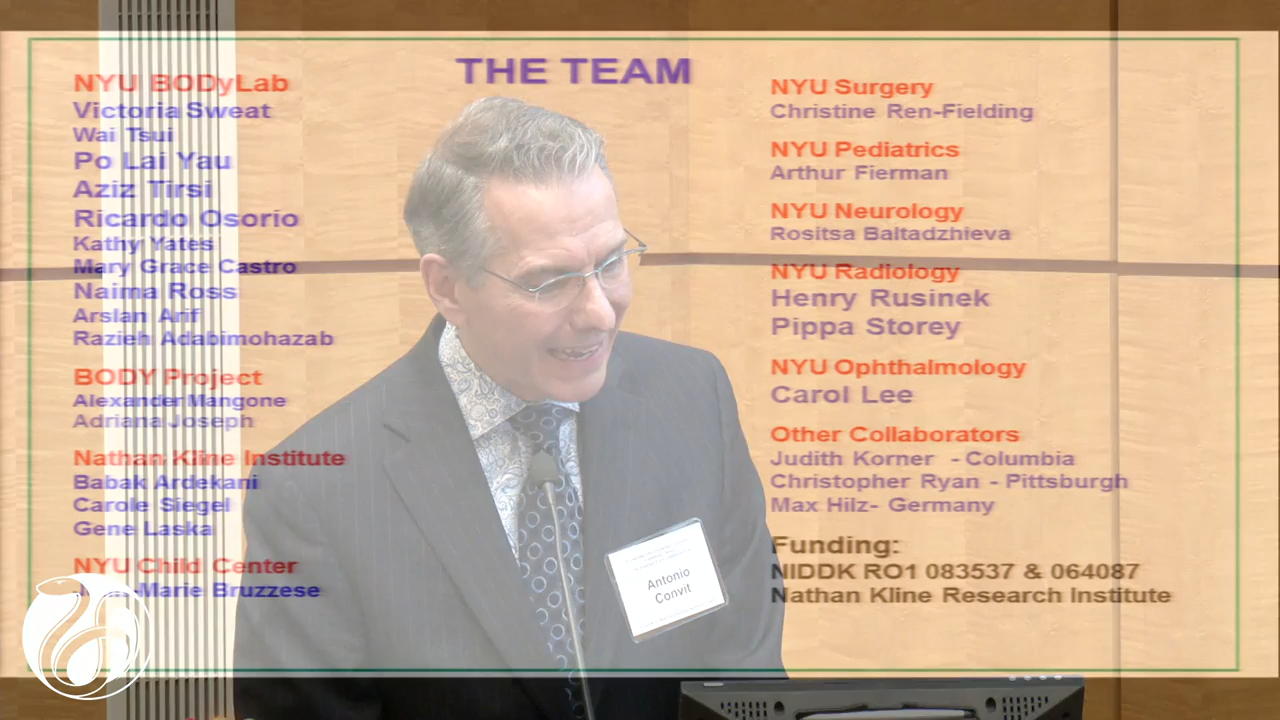 THE TEAM
NYU BODyLab
Victoria Sweat
Wai Tsui
Po Lai Yau
Aziz Tirsi
Ricardo Osorio
Kathy Yates
Mary Grace Castro
Naima Ross
Arslan Arif
Razieh Adabimohazab
BODY Project
Alexander Mangone
Adriana Joseph
Nathan Kline Institute
Babak Ardekani
Carole Siegel
Gene Laska
NYU Child Center
Marie Bruzzese
NYU Surgery
Christine Ren-Fielding
NYU Pediatrics
Arthur Fierman
NYU Neurology
Rositsa Baltadzhieva
NYU Radiology
Henry Rusinek
Pippa Storey
NYU Ophthalmology
Carol Lee
Other Collaborators
Judith Korner - Columbia
Christopher Ryan - Pittsburgh
Max Hilz- Germany
Funding:
NIDDK RO1 083537 & 064087
Nathan Kline Research Institute
Antonio
Convit